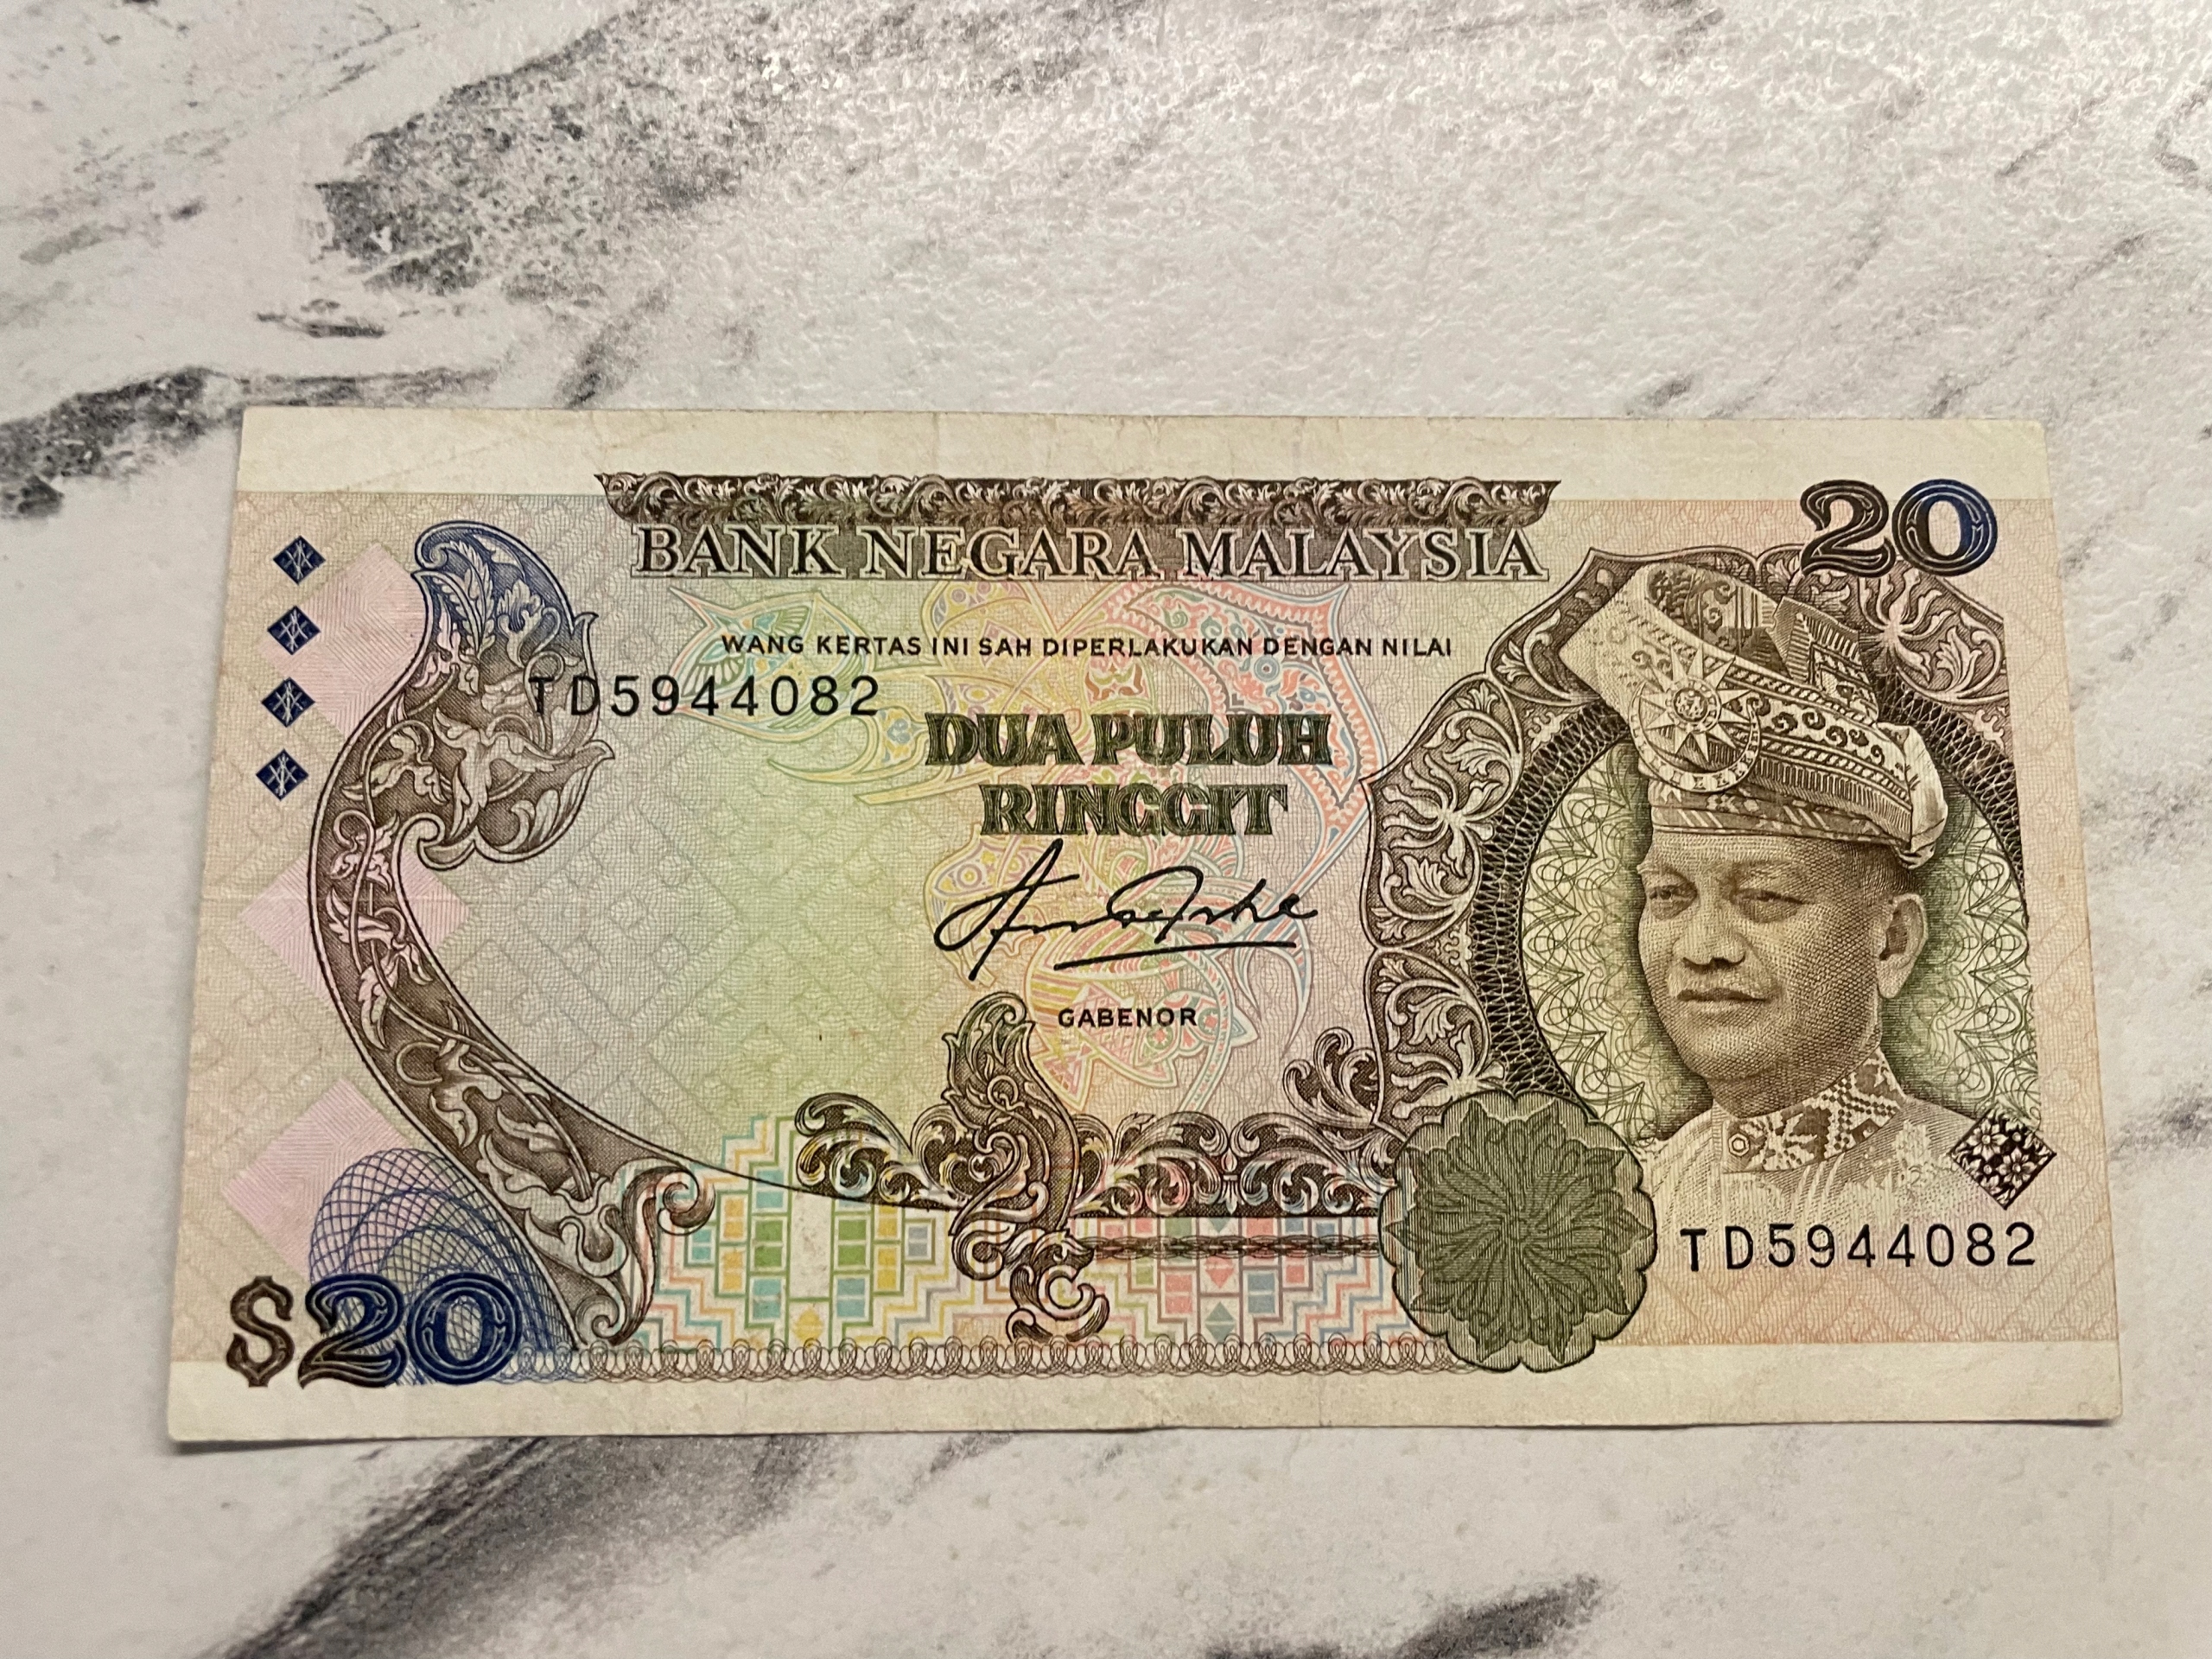 BANK NEGARA MALAYSIA
20
WANG KERTAS INI SAH DIPERLAKUKAN DENGAN NILAI
TD5944082
DUA PULUH
RINGGIT
GABENOR
TD5944082
$20